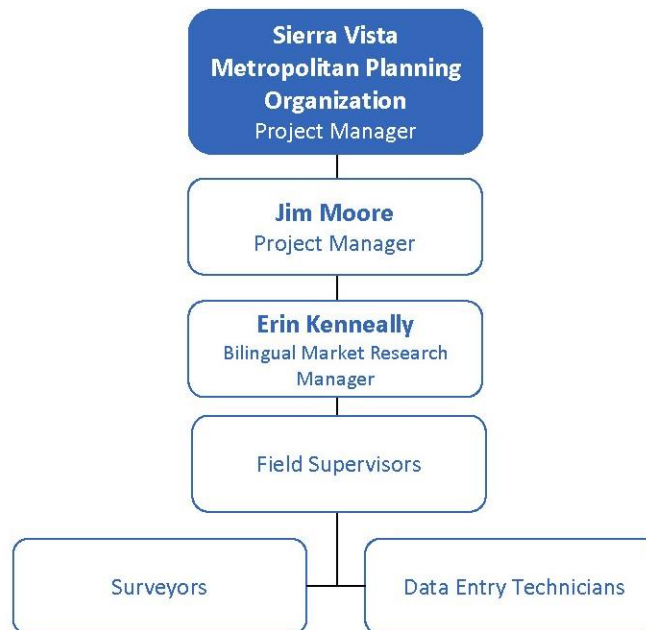 Sierra Vista
Metropolitan Planning
Organization
Project Manager
Jim Moore
Project Manager
Erin Kenneally
Bilingual Market Research
Manager
Field Supervisors
Surveyors
Data Entry Technicians